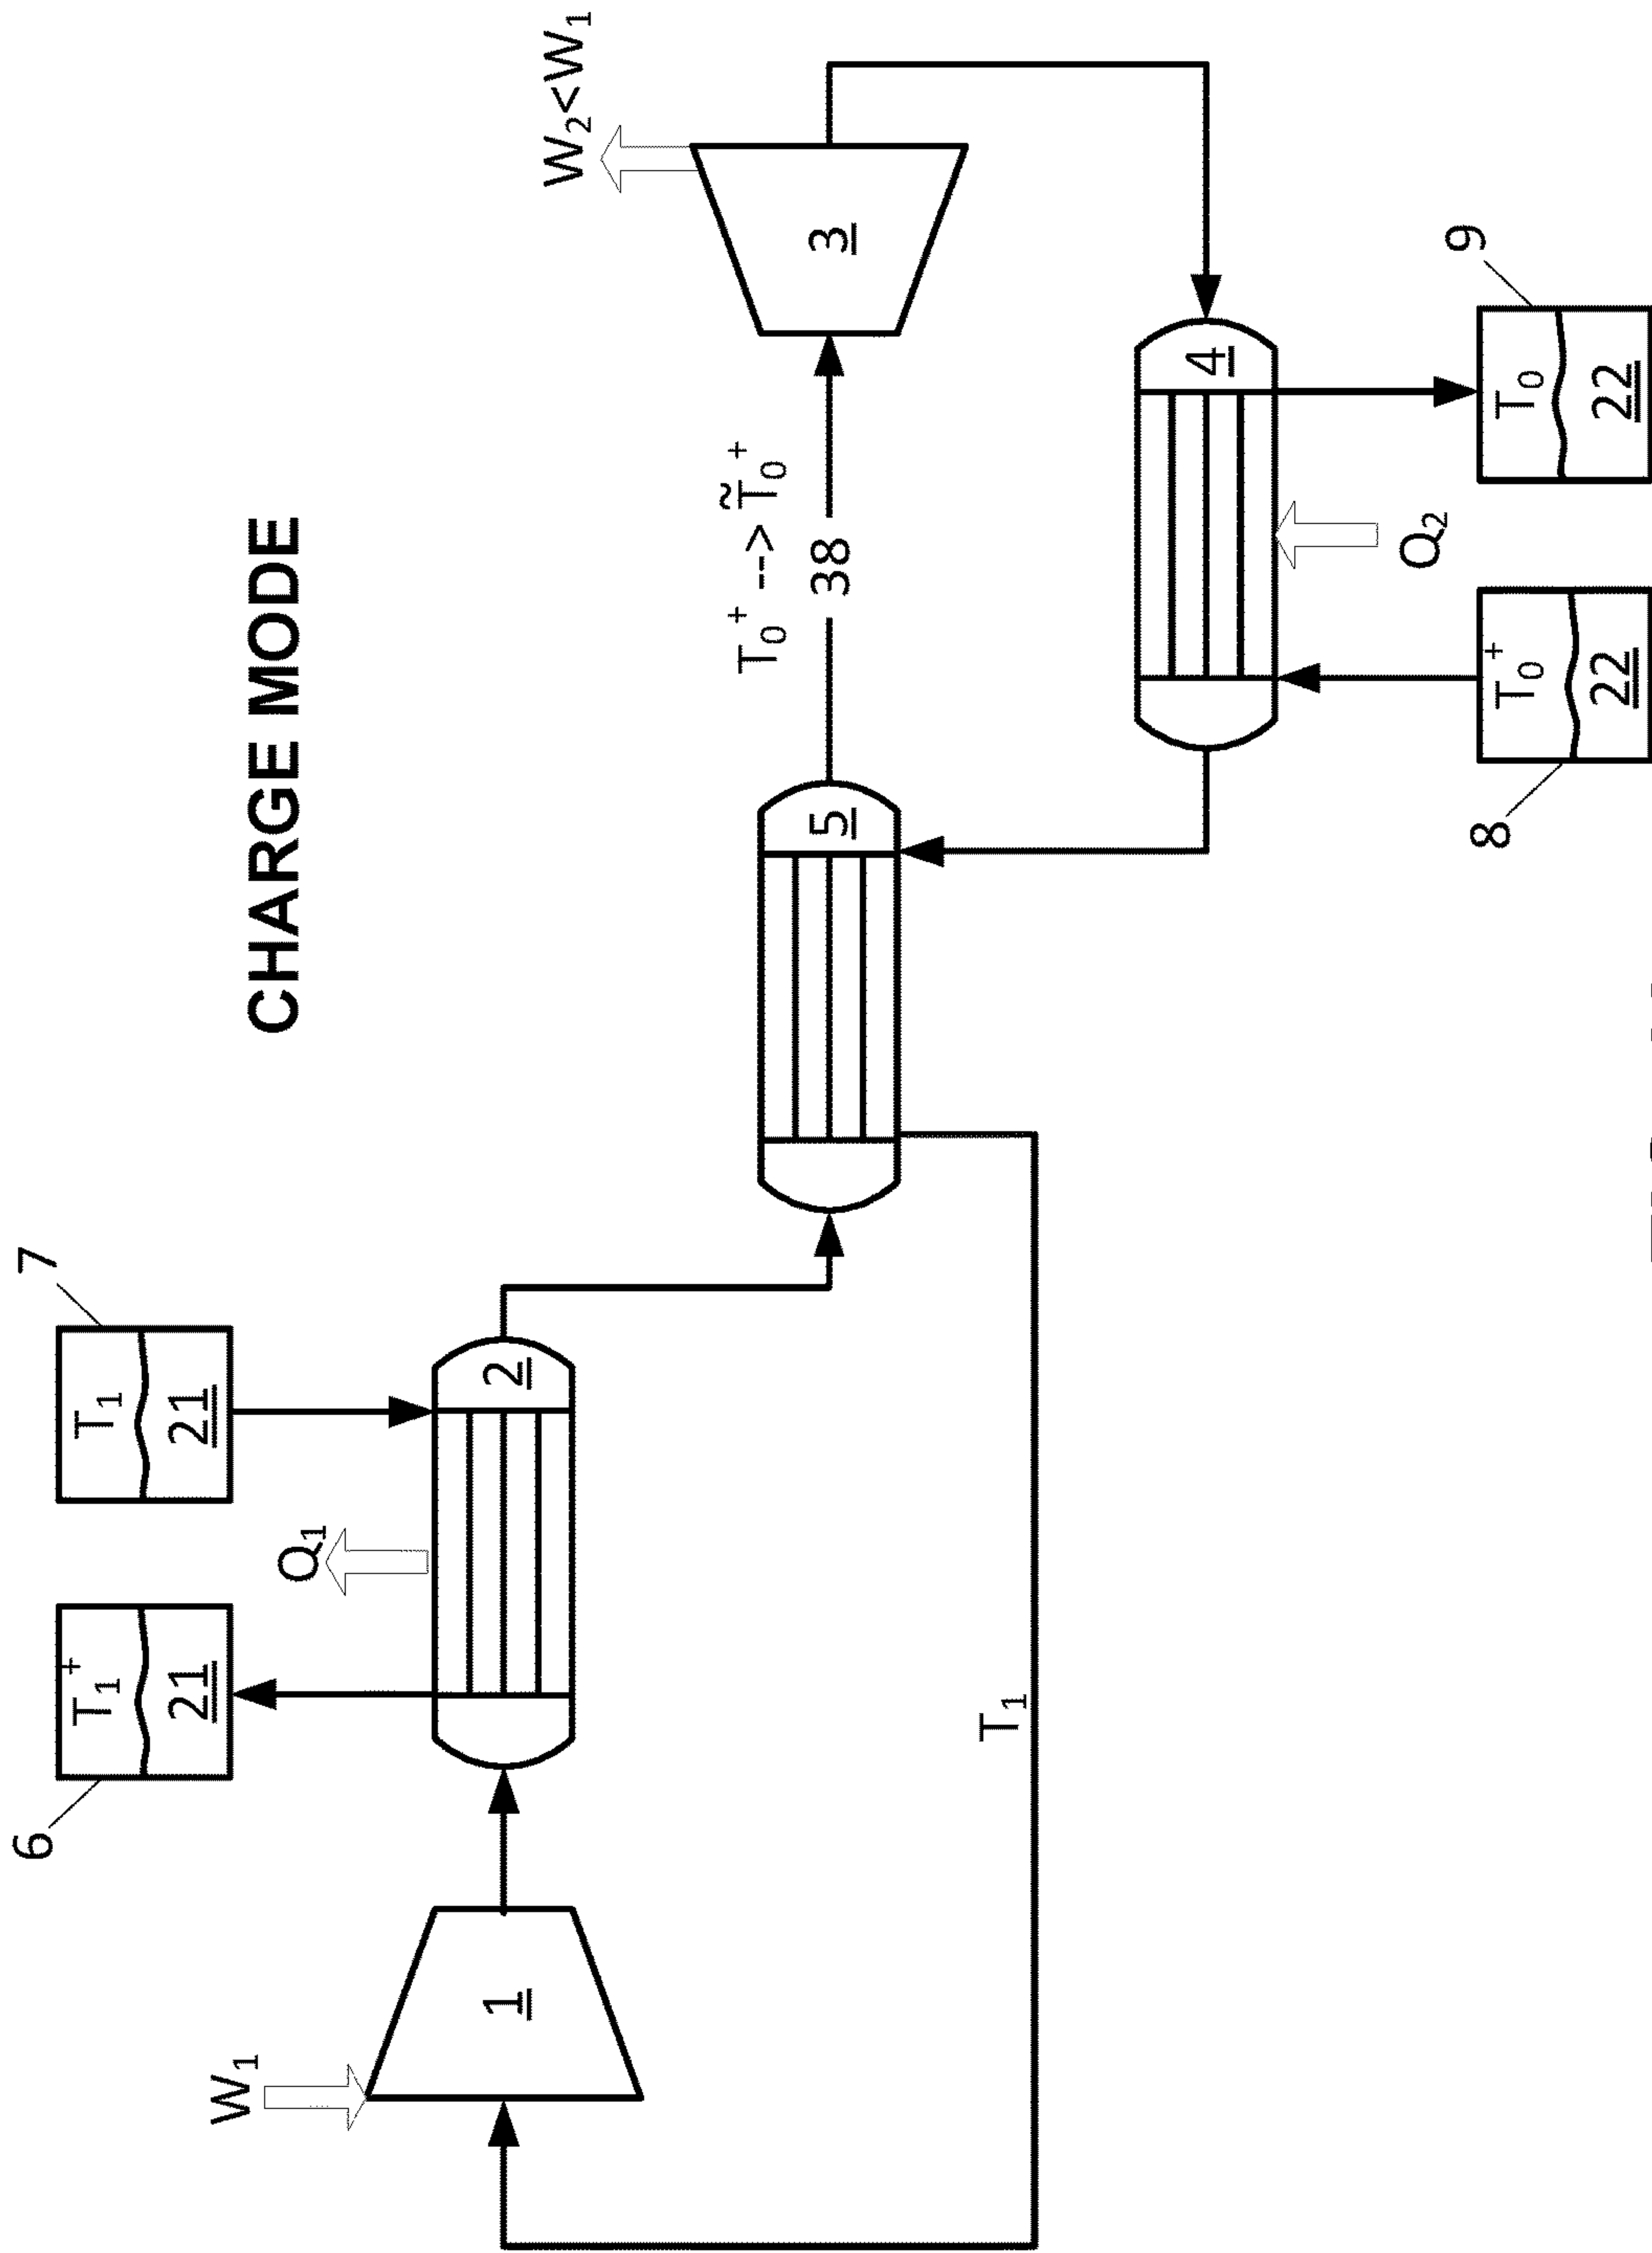 6
7
T₁⁺
T₁
21
21
W₁
CHARGE MODE
Q₁
1
2
W₂<W₁
T₀⁺ --> T̃₀⁺
5
38
3
T₁
4
Q₂
8
9
T₀⁺
T₀
22
22